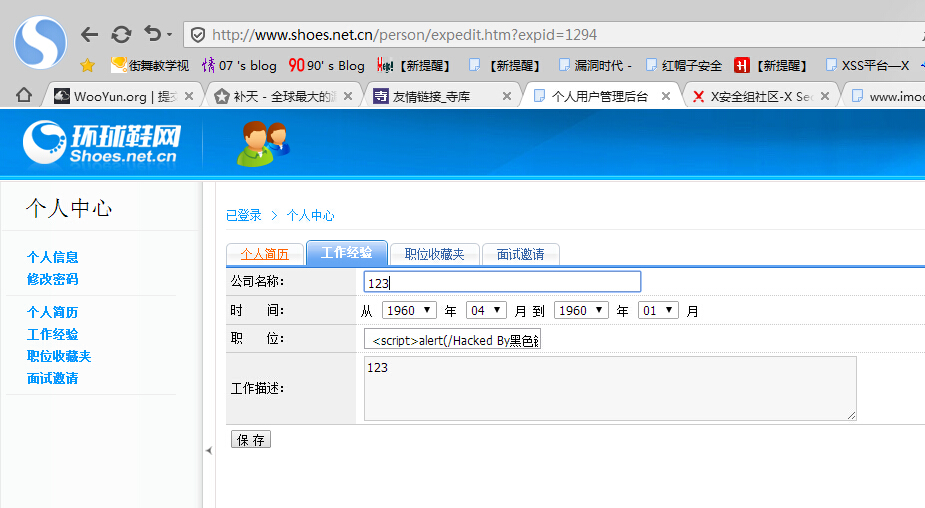 http://www.shoes.net.cn/person/expedit.htm?expid=1294
街舞教学视 07 's blog 90' s Blog 【新提醒】 【新提醒】 漏洞时代 - 红帽子安全 【新提醒】 XSS平台—X
WooYun.org | 提交 补天 - 全球最大的漏 友情链接_寺库 个人用户管理后台 X安全组社区-X Sec www.imoo
环球鞋网
Shoes.net.cn
个人中心
个人信息
修改密码
个人简历
工作经验
职位收藏夹
面试邀请
已登录 > 个人中心
个人简历 工作经验 职位收藏夹 面试邀请
公司名称: 123
时 间: 从 1960 年 04 月 到 1960 年 01 月
职 位: <script>alert(/Hacked By黑色
工作描述: 123
保 存